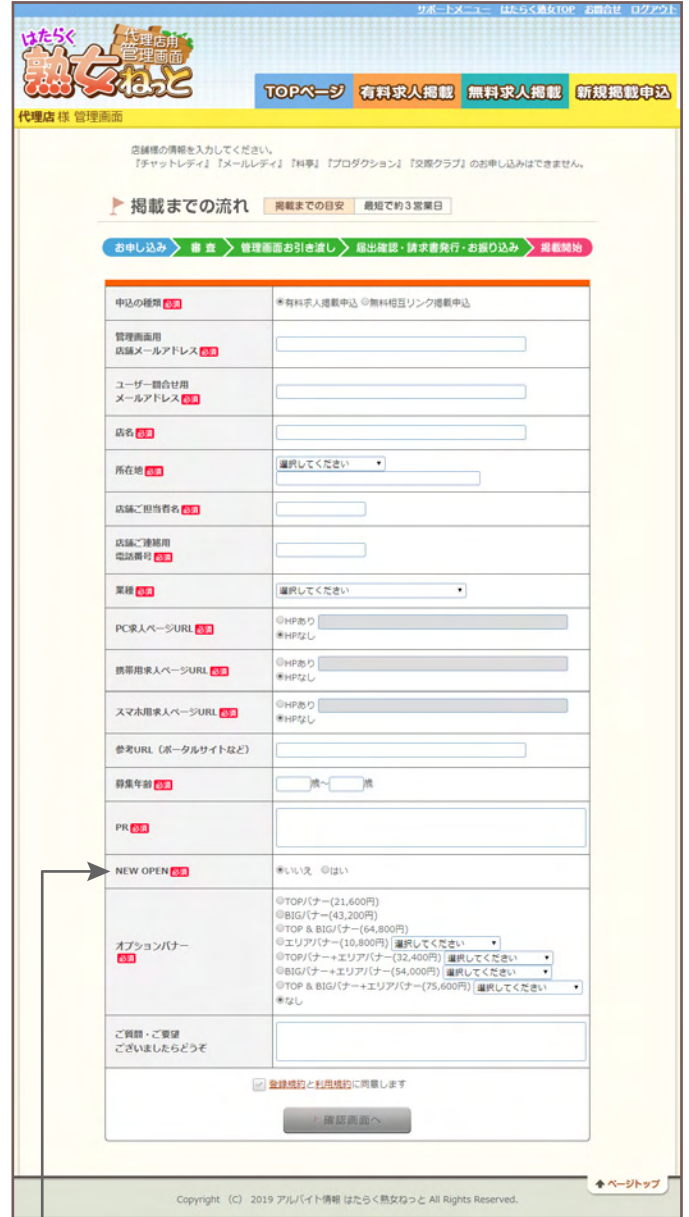 サポートメニュー はたらく熟女TOP お問合せ ログアウト
はたらく
熟女ねっと
代理店用
管理画面
TOPページ 有料求人掲載 無料求人掲載 新規掲載申込
代理店 様 管理画面
店舗様の情報を入力してください。
『チャットレディ』『メールレディ』『料亭』『プロダクション』『交際クラブ』のお申し込みはできません。
掲載までの流れ 掲載までの目安 最短で約3営業日
お申し込み 審査 管理画面お引き渡し 届出確認・請求書発行・お振り込み 掲載開始
申込の種類 必須 有料求人掲載申込 無料相互リンク掲載申込
管理画面用
店舗メールアドレス 必須
ユーザー問合せ用
メールアドレス 必須
店名 必須
所在地 必須 選択してください
店舗ご担当者名 必須
店舗ご連絡用
電話番号 必須
業種 必須 選択してください
PC求人ページURL 必須 HPあり
HPなし
携帯用求人ページURL 必須 HPあり
HPなし
スマホ用求人ページURL 必須 HPあり
HPなし
参考URL（ポータルサイトなど）
募集年齢 必須 歳～ 歳
PR 必須
NEW OPEN 必須 いいえ はい
オプションバナー
必須
TOPバナー(21,600円)
BIGバナー(43,200円)
TOP & BIGバナー(64,800円)
エリアバナー(10,800円) 選択してください
TOPバナー+エリアバナー(32,400円) 選択してください
BIGバナー+エリアバナー(54,000円) 選択してください
TOP & BIGバナー+エリアバナー(75,600円) 選択してください
なし
ご質問・ご要望
ございましたらどうぞ
登録規約と利用規約に同意します
確認画面へ
ページトップ
Copyright （C） 2019 アルバイト情報 はたらく熟女ねっと All Rights Reserved.